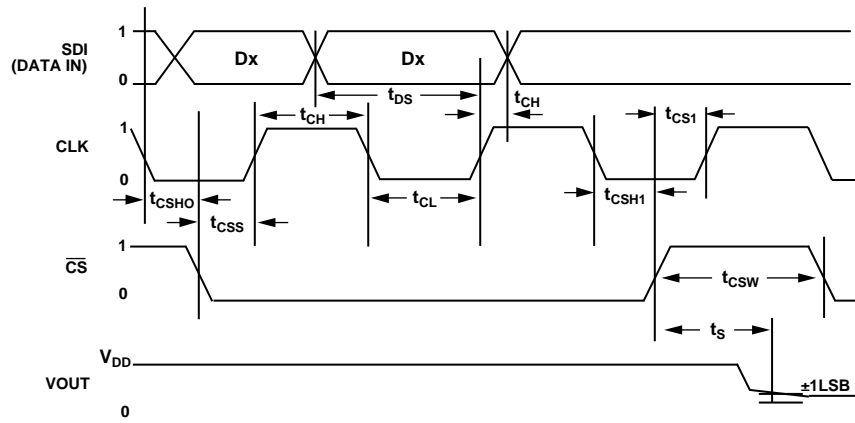 1
SDI
(DATA IN)
Dx
Dx
0
tDS
tCH
tCH
tCS1
1
CLK
0
tCSHO
tCL
tCSH1
tCSS
1
CS
tCSW
0
tS
VDD
VOUT
±1LSB
0